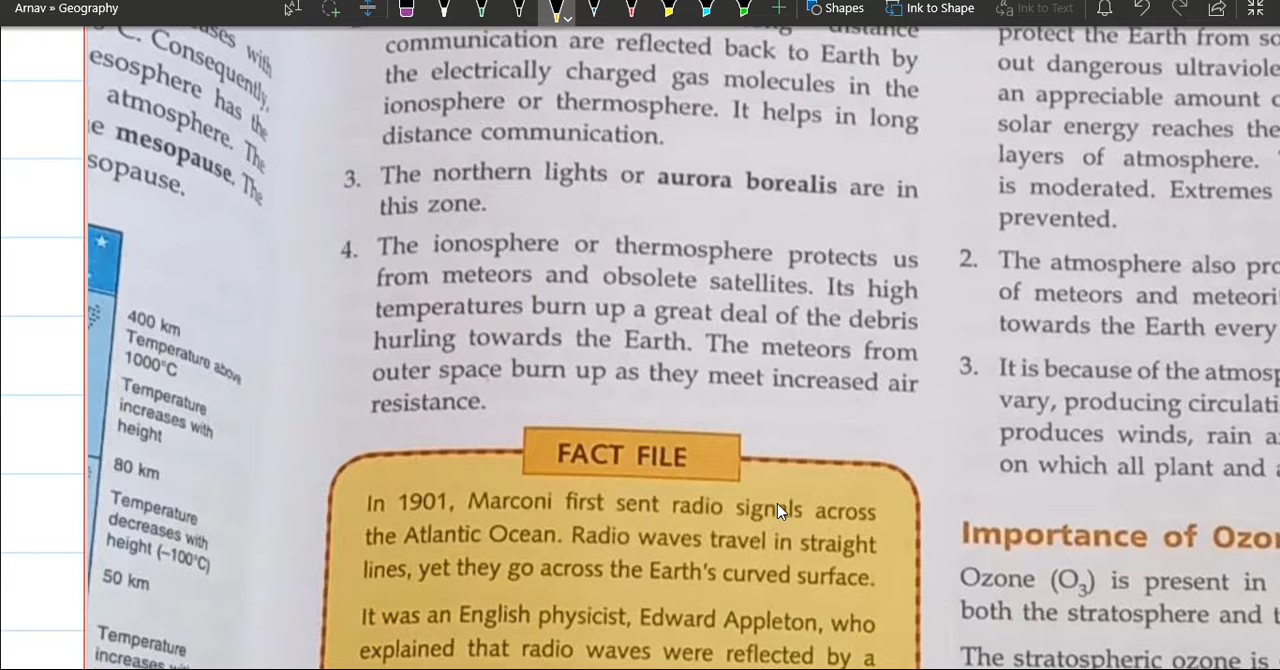 Arnav » Geography
Shapes
Ink to Shape
Ink to Text
with
C. Consequently,
esosphere has the
atmosphere. The
mesopause. The
sopause.
400 km
Temperature above
1000°C
Temperature
increases with
height
80 km
Temperature
decreases with
height (–100°C)
50 km
Temperature
increases
distance
communication are reflected back to Earth by
the electrically charged gas molecules in the
ionosphere or thermosphere. It helps in long
distance communication.
3. The northern lights or aurora borealis are in
this zone.
4. The ionosphere or thermosphere protects us
from meteors and obsolete satellites. Its high
temperatures burn up a great deal of the debris
hurling towards the Earth. The meteors from
outer space burn up as they meet increased air
resistance.
FACT FILE
In 1901, Marconi first sent radio signals across
the Atlantic Ocean. Radio waves travel in straight
lines, yet they go across the Earth's curved surface.
It was an English physicist, Edward Appleton, who
explained that radio waves were reflected by a
protect the Earth from so
out dangerous ultraviole
an appreciable amount
solar energy reaches the
layers of atmosphere.
is moderated. Extremes
prevented.
2. The atmosphere also pro
of meteors and meteori
towards the Earth every
3. It is because of the atmosp
vary, producing circulati
produces winds, rain a
on which all plant and
Importance of Ozo
Ozone (O₃) is present in
both the stratosphere and t
The stratospheric ozone is